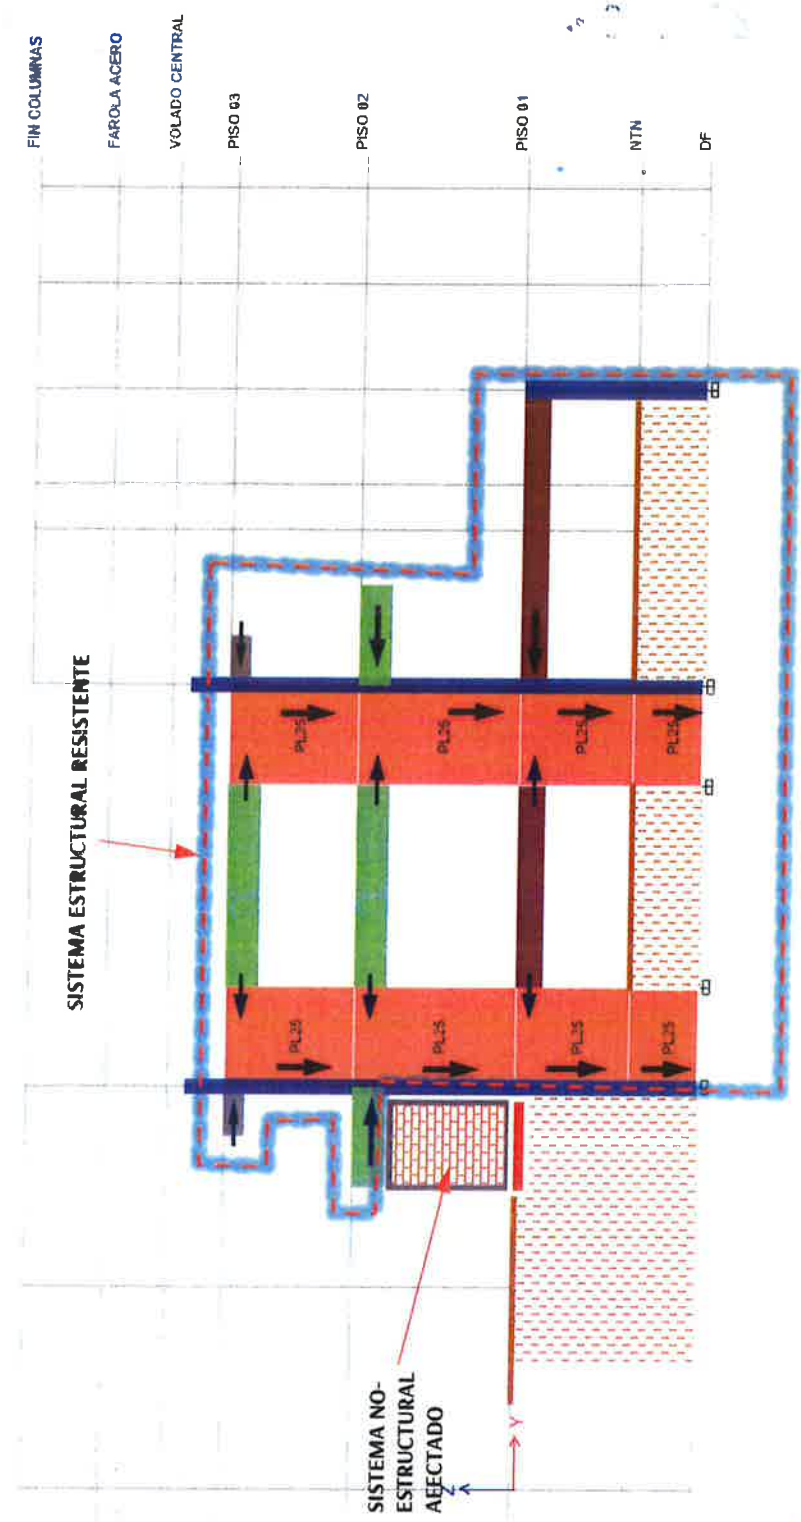 FIN COLUMNAS
FAROLA ACERO
VOLADO CENTRAL
PISO 03
PISO 02
PISO 01
NTN
DF
SISTEMA ESTRUCTURAL RESISTENTE
PL25
PL25
PL25
PL25
PL25
PL25
PL25
PL25
SISTEMA NO-
ESTRUCTURAL
AFECTADO
Z
Y